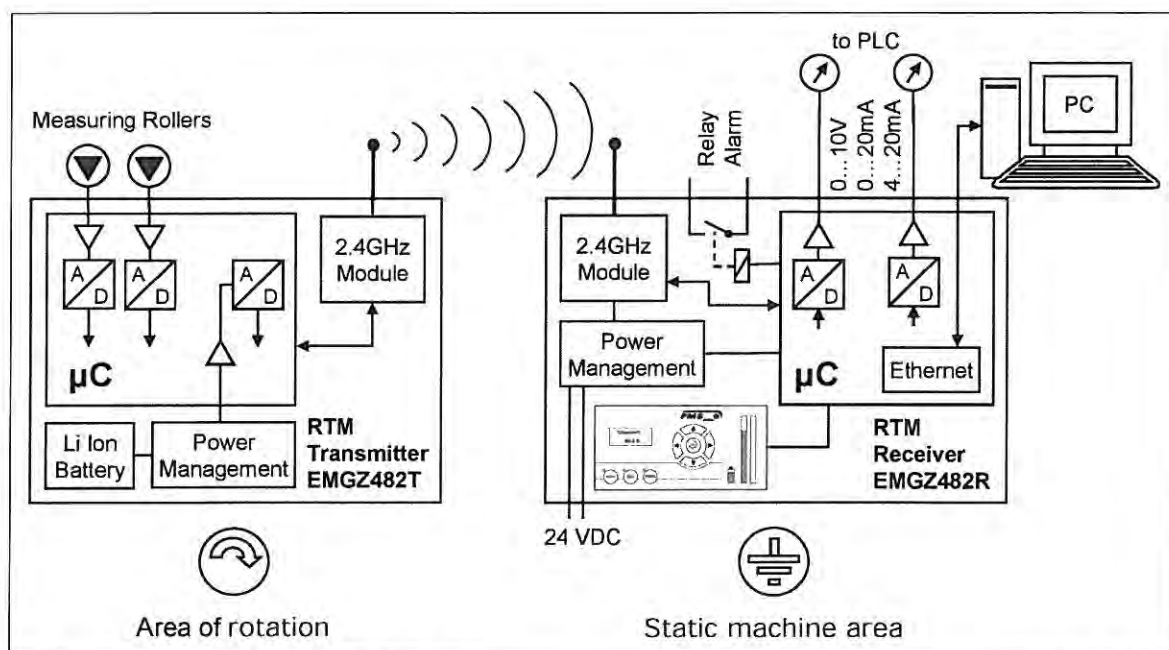 to PLC
Measuring Rollers
Relay
Alarm
0...10V
0...20mA
4...20mA
PC
2.4GHz
Module
2.4GHz
Module
A
D
A
D
A
D
A
D
A
D
µC
Power
Management
µC
Ethernet
Li Ion
Battery
Power
Management
RTM
Transmitter
EMGZ482T
FMS
RTM
Receiver
EMGZ482R
24 VDC
Area of rotation
Static machine area